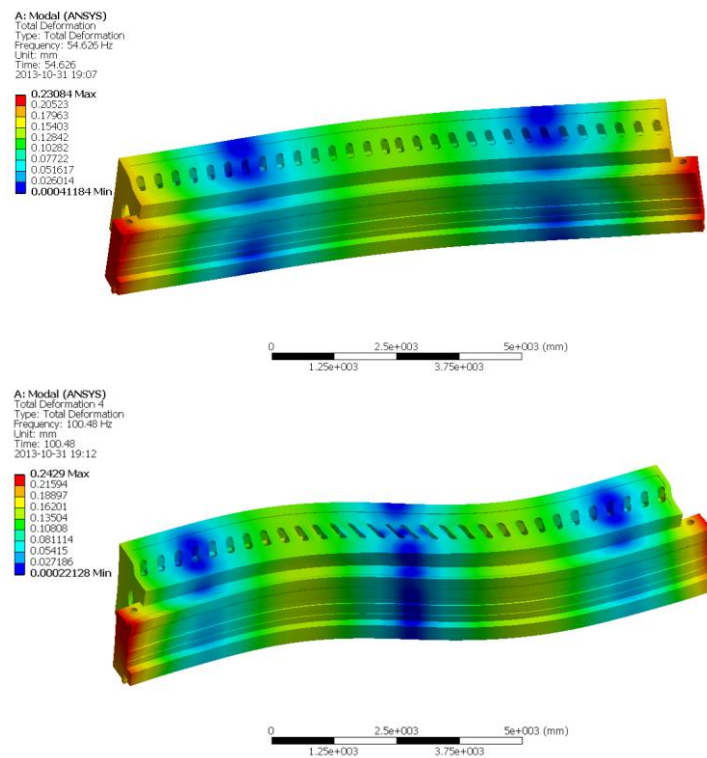 A: Modal (ANSYS)
Total Deformation
Type: Total Deformation
Frequency: 54.626 Hz
Unit: mm
Time: 54.626
2013-10-31 19:07
0.23084 Max
0.20523
0.17963
0.15403
0.12842
0.10282
0.07722
0.051617
0.026014
0.00041184 Min
0 2.5e+003 5e+003 (mm)
1.25e+003 3.75e+003
A: Modal (ANSYS)
Total Deformation 4
Type: Total Deformation
Frequency: 100.48 Hz
Unit: mm
Time: 100.48
2013-10-31 19:12
0.2429 Max
0.21594
0.18897
0.16201
0.13504
0.10808
0.081114
0.05415
0.027186
0.00022128 Min
0 2.5e+003 5e+003 (mm)
1.25e+003 3.75e+003